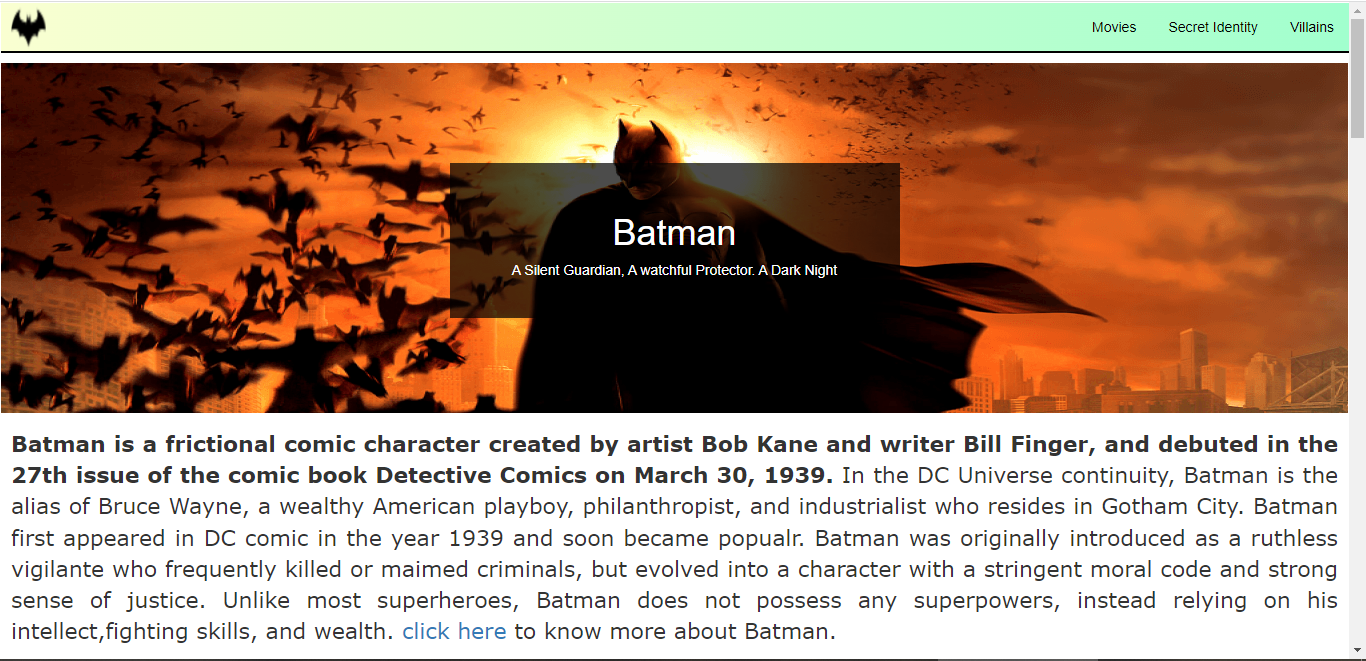 Movies Secret Identity Villains
Batman
A Silent Guardian, A watchful Protector. A Dark Night
Batman is a frictional comic character created by artist Bob Kane and writer Bill Finger, and debuted in the
27th issue of the comic book Detective Comics on March 30, 1939. In the DC Universe continuity, Batman is the
alias of Bruce Wayne, a wealthy American playboy, philanthropist, and industrialist who resides in Gotham City. Batman
first appeared in DC comic in the year 1939 and soon became popualr. Batman was originally introduced as a ruthless
vigilante who frequently killed or maimed criminals, but evolved into a character with a stringent moral code and strong
sense of justice. Unlike most superheroes, Batman does not possess any superpowers, instead relying on his
intellect,fighting skills, and wealth. click here to know more about Batman.